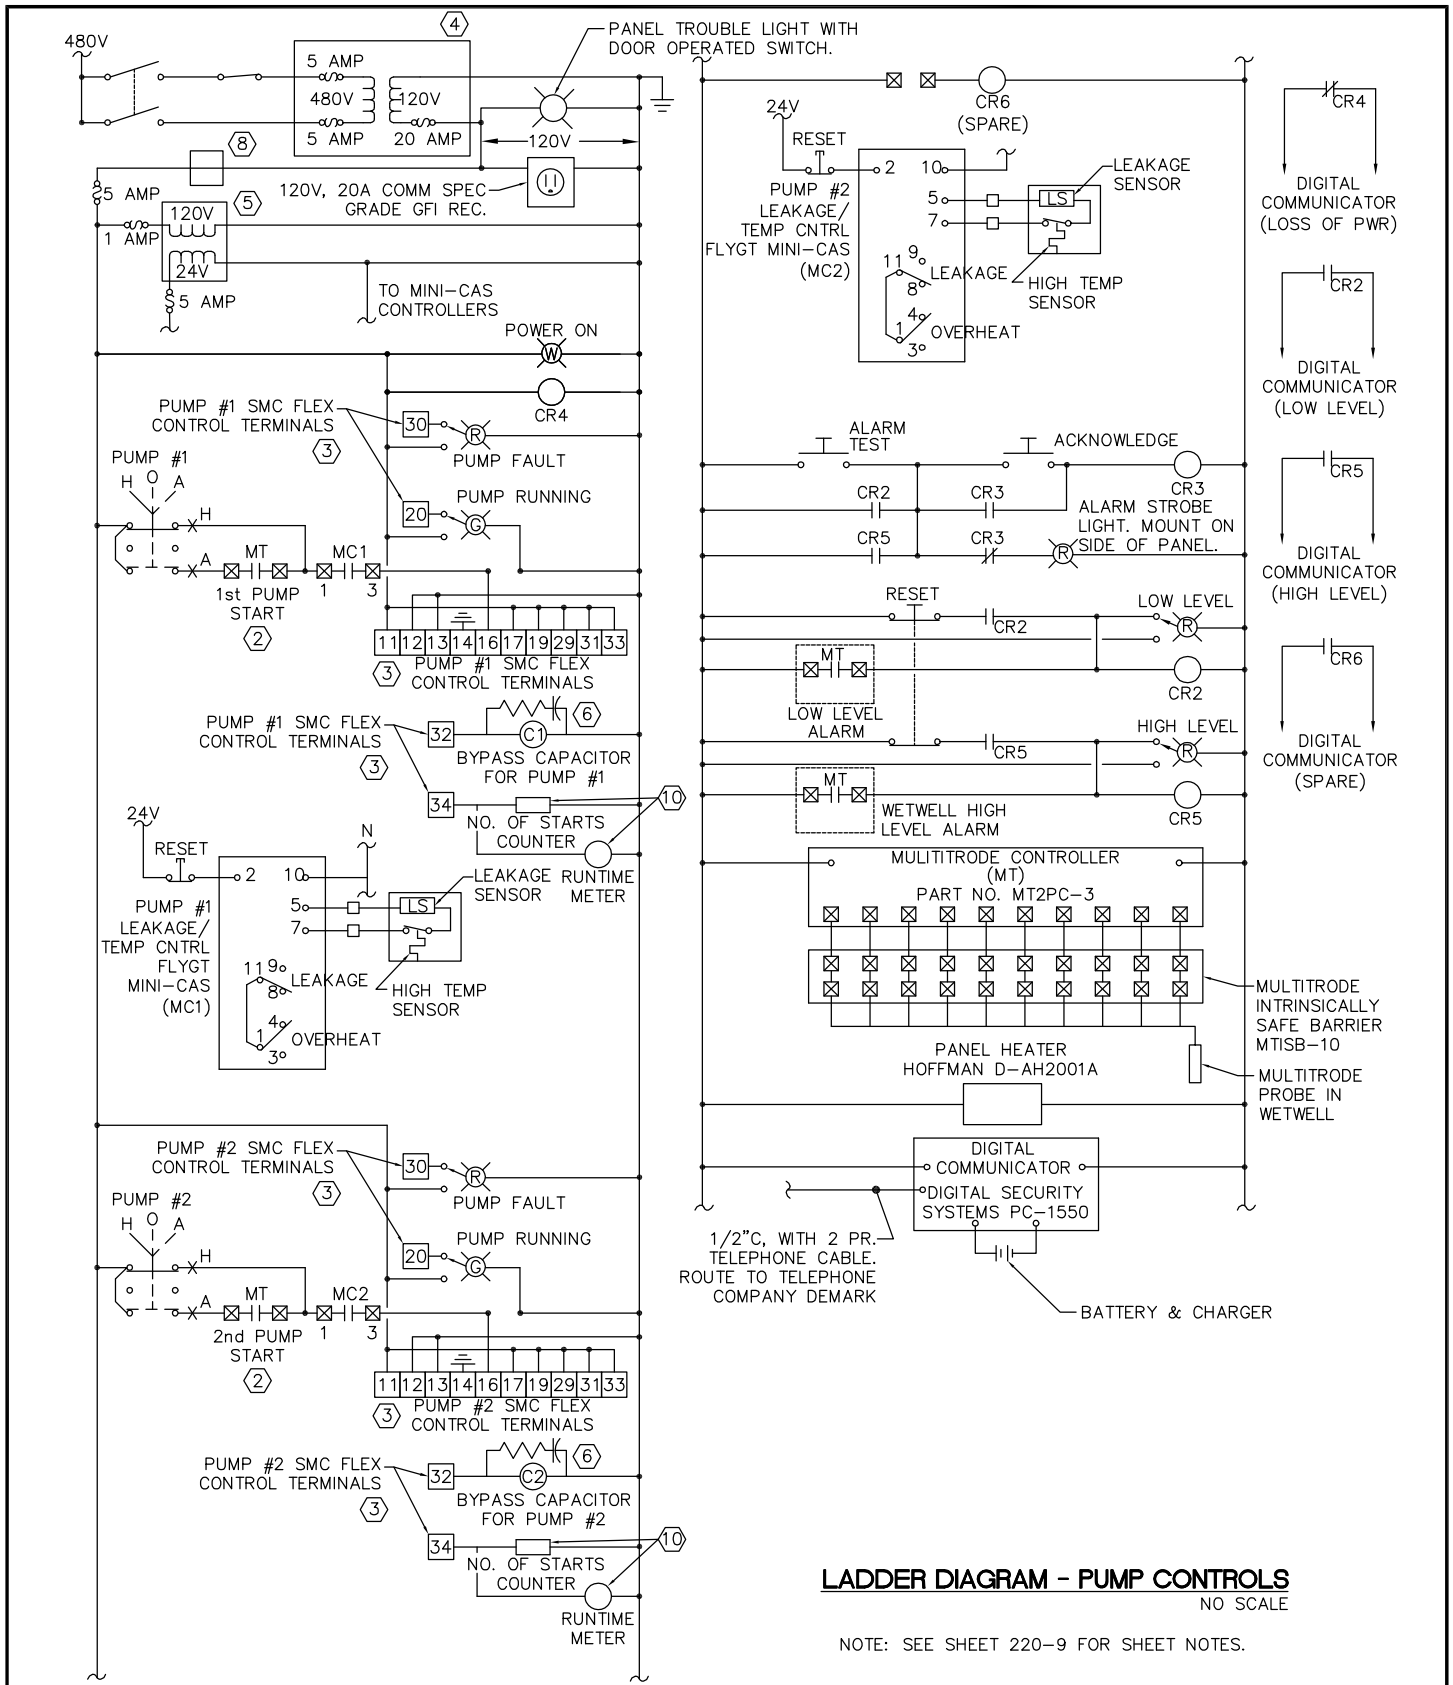 480V
4
PANEL TROUBLE LIGHT WITH
DOOR OPERATED SWITCH.
5 AMP
480V
120V
5 AMP
20 AMP
120V
8
120V, 20A COMM SPEC
GRADE GFI REC.
5 AMP
5
120V
1 AMP
24V
5 AMP
TO MINI-CAS
CONTROLLERS
POWER ON
W
CR4
PUMP #1 SMC FLEX
CONTROL TERMINALS
3
30
R
PUMP FAULT
PUMP #1
H O A
20
PUMP RUNNING
G
H
A
MT
MC1
1 3
1st PUMP
START
2
11 12 13 14 16 17 19 29 31 33
3
PUMP #1 SMC FLEX
CONTROL TERMINALS
PUMP #1 SMC FLEX
CONTROL TERMINALS
3
32
C1
6
BYPASS CAPACITOR
FOR PUMP #1
34
10
NO. OF STARTS
COUNTER
RUNTIME
METER
24V
RESET
N
2 10
5
7
LS
LEAKAGE
SENSOR
PUMP #1
LEAKAGE/
TEMP CNTRL
FLYGT
MINI-CAS
(MC1)
11 9
8
LEAKAGE
4
1
3
OVERHEAT
HIGH TEMP
SENSOR
PUMP #2 SMC FLEX
CONTROL TERMINALS
3
30
R
PUMP FAULT
PUMP #2
H O A
20
PUMP RUNNING
G
H
A
MT
MC2
1 3
2nd PUMP
START
2
11 12 13 14 16 17 19 29 31 33
3
PUMP #2 SMC FLEX
CONTROL TERMINALS
PUMP #2 SMC FLEX
CONTROL TERMINALS
3
32
C2
6
BYPASS CAPACITOR
FOR PUMP #2
34
10
NO. OF STARTS
COUNTER
RUNTIME
METER
CR6
(SPARE)
24V
RESET
2 10
5
7
LS
LEAKAGE
SENSOR
PUMP #2
LEAKAGE/
TEMP CNTRL
FLYGT MINI-CAS
(MC2)
11 9
8
LEAKAGE
4
1
3
OVERHEAT
HIGH TEMP
SENSOR
ALARM
TEST
ACKNOWLEDGE
CR3
CR2
CR3
CR5
CR3
R
ALARM STROBE
LIGHT. MOUNT ON
SIDE OF PANEL.
RESET
CR2
LOW LEVEL
R
MT
CR2
LOW LEVEL
ALARM
CR5
HIGH LEVEL
R
MT
CR5
WETWELL HIGH
LEVEL ALARM
MULTITRODE CONTROLLER
(MT)
PART NO. MT2PC-3
MULTITRODE
INTRINSICALLY
SAFE BARRIER
MTISB-10
MULTITRODE
PROBE IN
WETWELL
PANEL HEATER
HOFFMAN D-AH2001A
DIGITAL
COMMUNICATOR
DIGITAL SECURITY
SYSTEMS PC-1550
1/2"C, WITH 2 PR.
TELEPHONE CABLE.
ROUTE TO TELEPHONE
COMPANY DEMARK
BATTERY & CHARGER
CR4
DIGITAL
COMMUNICATOR
(LOSS OF PWR)
CR2
DIGITAL
COMMUNICATOR
(LOW LEVEL)
CR5
DIGITAL
COMMUNICATOR
(HIGH LEVEL)
CR6
DIGITAL
COMMUNICATOR
(SPARE)
LADDER DIAGRAM - PUMP CONTROLS
NO SCALE
NOTE: SEE SHEET 220-9 FOR SHEET NOTES.